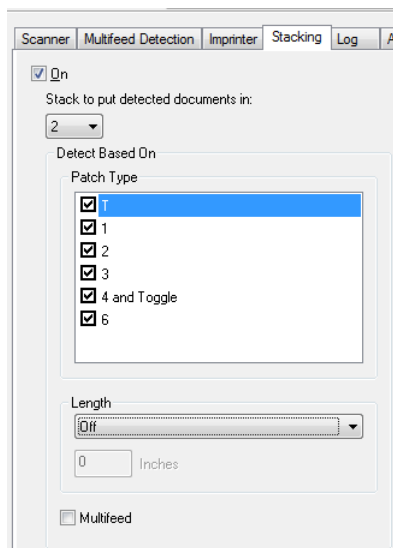 Scanner Multifeed Detection Imprinter Stacking Log
On
Stack to put detected documents in:
2
Detect Based On
Patch Type
T
1
2
3
4 and Toggle
6
Length
Off
0 Inches
Multifeed